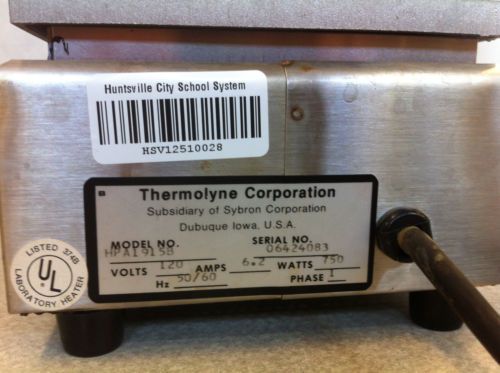 Huntsville City School System
HSV12510028
Thermolyne Corporation
Subsidiary of Sybron Corporation
Dubuque Iowa, U.S.A.
MODEL NO. HPA1915B SERIAL NO. 06424083
VOLTS 120 AMPS 6.2 WATTS 750
Hz 50/60 PHASE 1
LISTED 374B
UL
LABORATORY HEATER